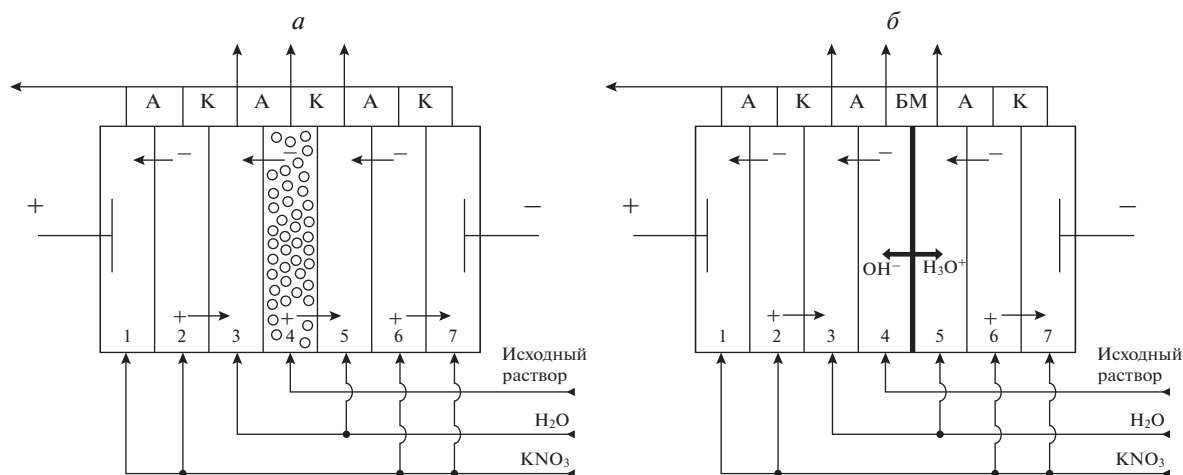 а
А К А К А К
+
−
−
−
−
+
+
+
1 2 3 4 5 6 7
Исходный
раствор
H₂O
KNO₃
б
А К А БМ А К
+
−
−
−
−
OH⁻ H₃O⁺
+
+
1 2 3 4 5 6 7
Исходный
раствор
H₂O
KNO₃